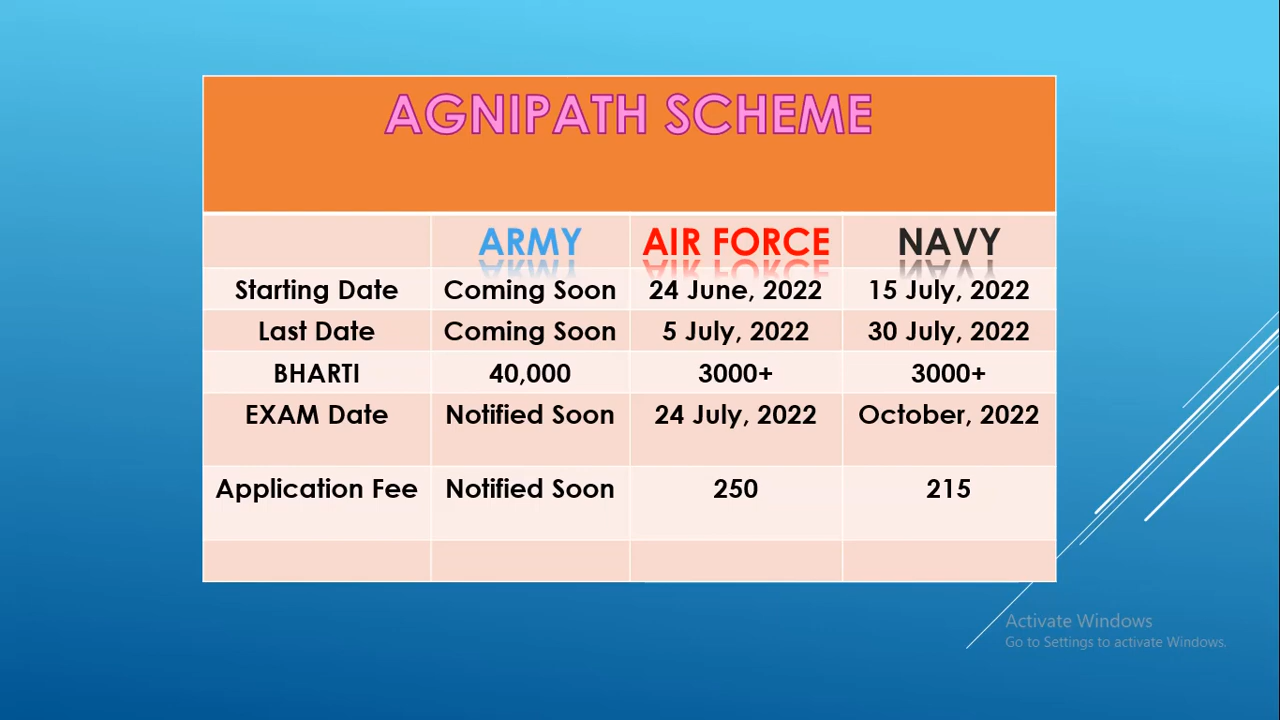 AGNIPATH SCHEME
ARMY AIR FORCE NAVY
Starting Date Coming Soon 24 June, 2022 15 July, 2022
Last Date Coming Soon 5 July, 2022 30 July, 2022
BHARTI 40,000 3000+ 3000+
EXAM Date Notified Soon 24 July, 2022 October, 2022
Application Fee Notified Soon 250 215
Activate Windows
Go to Settings to activate Windows.